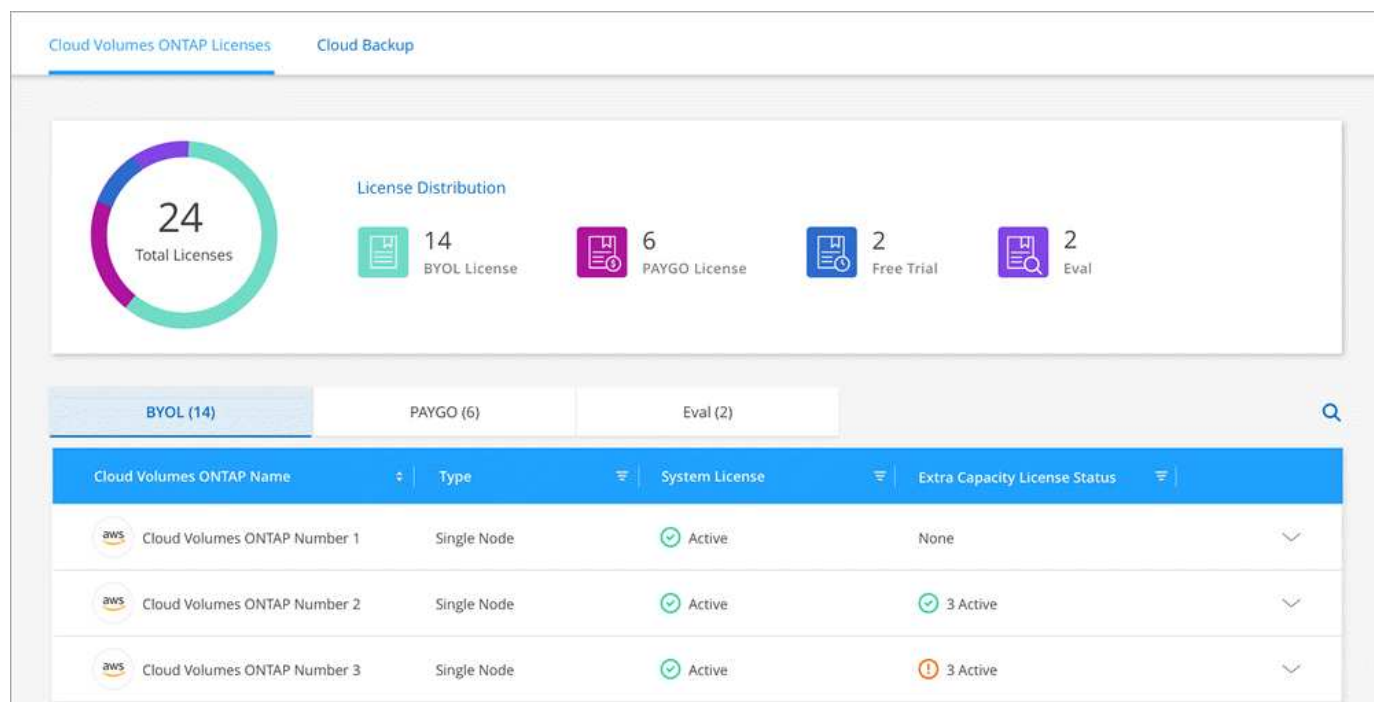 Cloud Volumes ONTAP Licenses Cloud Backup
24
Total Licenses
License Distribution
14
BYOL License
6
PAYGO License
2
Free Trial
2
Eval
BYOL (14) PAYGO (6) Eval (2)
Cloud Volumes ONTAP Name Type System License Extra Capacity License Status
aws Cloud Volumes ONTAP Number 1 Single Node Active None
aws Cloud Volumes ONTAP Number 2 Single Node Active 3 Active
aws Cloud Volumes ONTAP Number 3 Single Node Active 3 Active